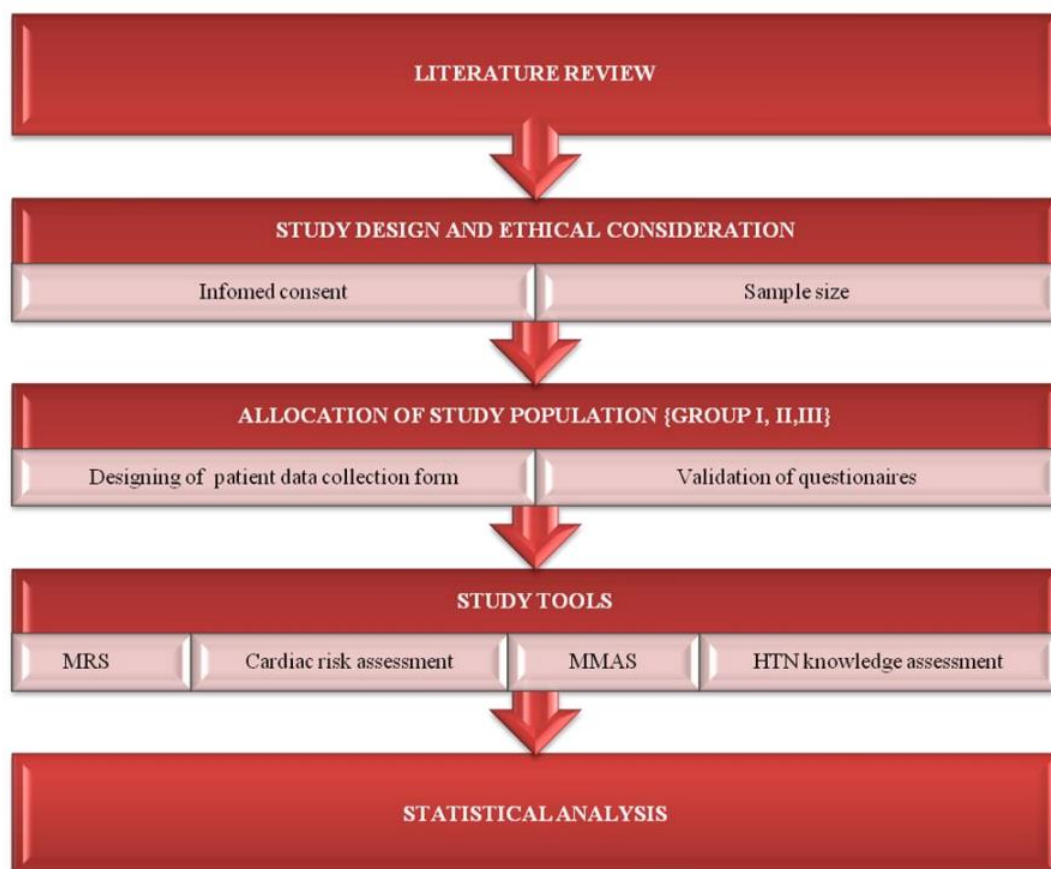 LITERATURE REVIEW
STUDY DESIGN AND ETHICAL CONSIDERATION
Infomed consent
Sample size
ALLOCATION OF STUDY POPULATION {GROUP I, II,III}
Designing of patient data collection form
Validation of questionaires
STUDY TOOLS
MRS
Cardiac risk assessment
MMAS
HTN knowledge assessment
STATISTICAL ANALYSIS